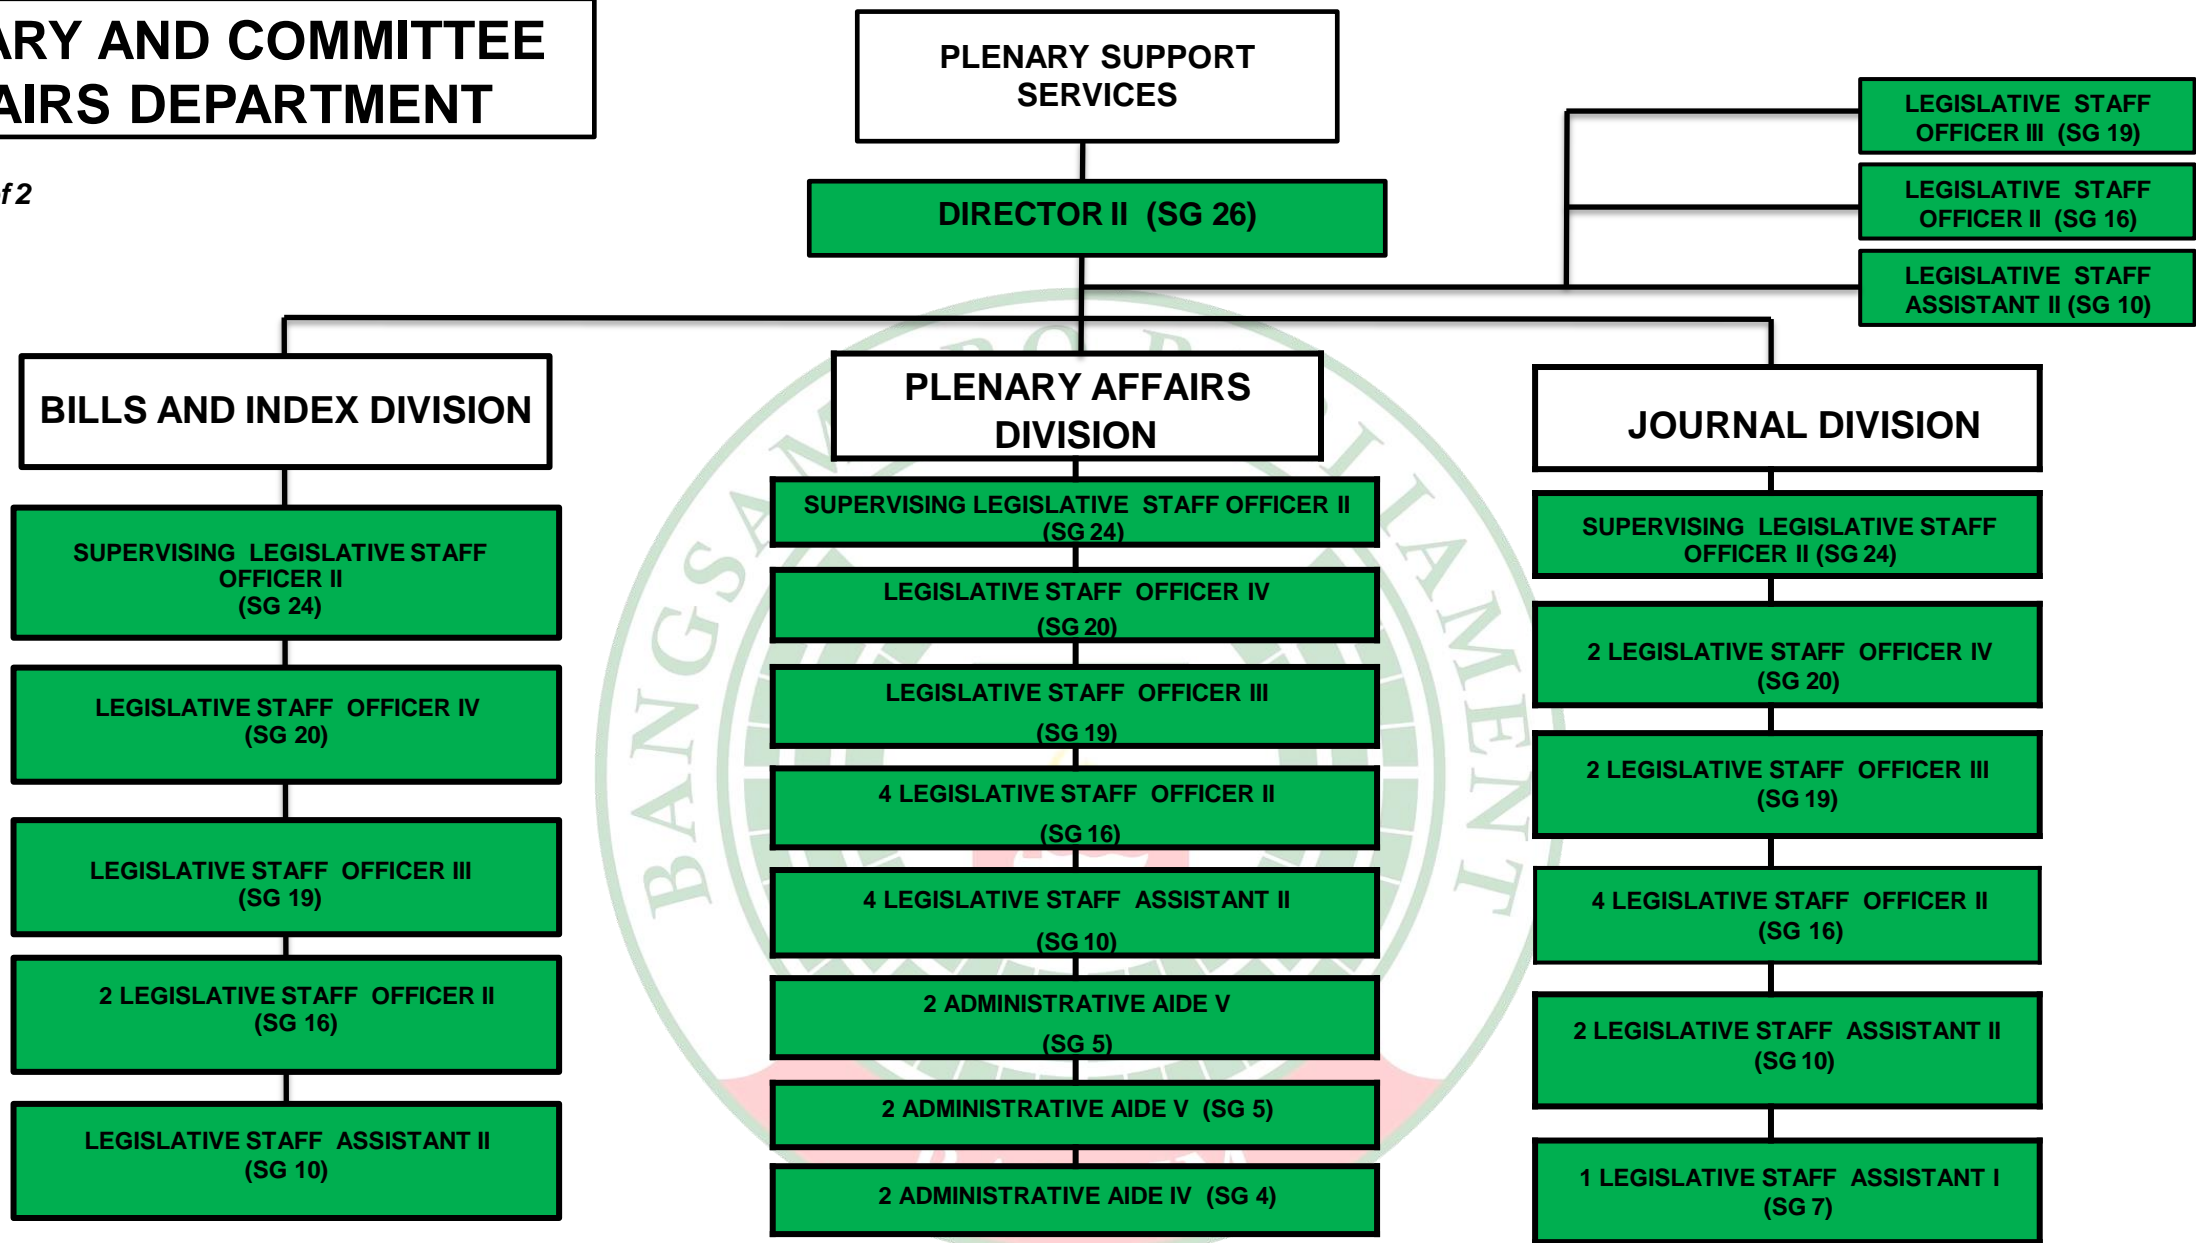 ARY AND COMMITTEE
AIRS DEPARTMENT
of 2
PLENARY SUPPORT
SERVICES
DIRECTOR II (SG 26)
LEGISLATIVE STAFF
OFFICER III (SG 19)
LEGISLATIVE STAFF
OFFICER II (SG 16)
LEGISLATIVE STAFF
ASSISTANT II (SG 10)
BILLS AND INDEX DIVISION
SUPERVISING LEGISLATIVE STAFF
OFFICER II
(SG 24)
LEGISLATIVE STAFF OFFICER IV
(SG 20)
LEGISLATIVE STAFF OFFICER III
(SG 19)
2 LEGISLATIVE STAFF OFFICER II
(SG 16)
LEGISLATIVE STAFF ASSISTANT II
(SG 10)
PLENARY AFFAIRS
DIVISION
SUPERVISING LEGISLATIVE STAFF OFFICER II
(SG 24)
LEGISLATIVE STAFF OFFICER IV
(SG 20)
LEGISLATIVE STAFF OFFICER III
(SG 19)
4 LEGISLATIVE STAFF OFFICER II
(SG 16)
4 LEGISLATIVE STAFF ASSISTANT II
(SG 10)
2 ADMINISTRATIVE AIDE V
(SG 5)
2 ADMINISTRATIVE AIDE V (SG 5)
2 ADMINISTRATIVE AIDE IV (SG 4)
JOURNAL DIVISION
SUPERVISING LEGISLATIVE STAFF
OFFICER II (SG 24)
2 LEGISLATIVE STAFF OFFICER IV
(SG 20)
2 LEGISLATIVE STAFF OFFICER III
(SG 19)
4 LEGISLATIVE STAFF OFFICER II
(SG 16)
2 LEGISLATIVE STAFF ASSISTANT II
(SG 10)
1 LEGISLATIVE STAFF ASSISTANT I
(SG 7)